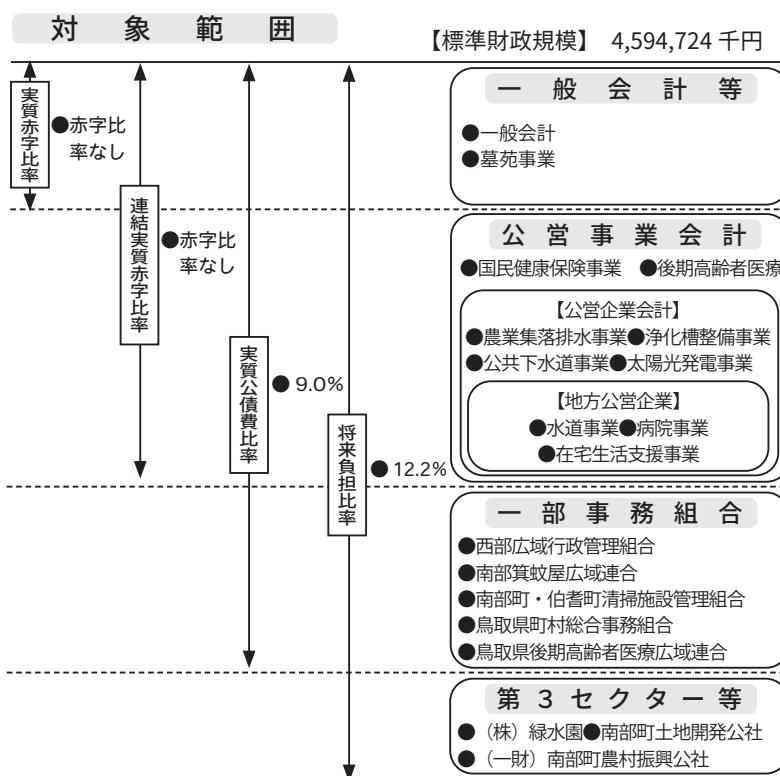 対象範囲
【標準財政規模】 4,594,724 千円
実質赤字比率
●赤字比
率なし
連結実質赤字比率
●赤字比
率なし
実質公債費比率
● 9.0%
将来負担比率
● 12.2%
一般会計等
●一般会計
●墓苑事業
公営事業会計
●国民健康保険事業 ●後期高齢者医療
【公営企業会計】
●農業集落排水事業●浄化槽整備事業
●公共下水道事業●太陽光発電事業
【地方公営企業】
●水道事業●病院事業
●在宅生活支援事業
一部事務組合
●西部広域行政管理組合
●南部箕蚊屋広域連合
●南部町・伯耆町清掃施設管理組合
●鳥取県町村総合事務組合
●鳥取県後期高齢者医療広域連合
第３セクター等
●（株）緑水園●南部町土地開発公社
●（一財）南部町農村振興公社